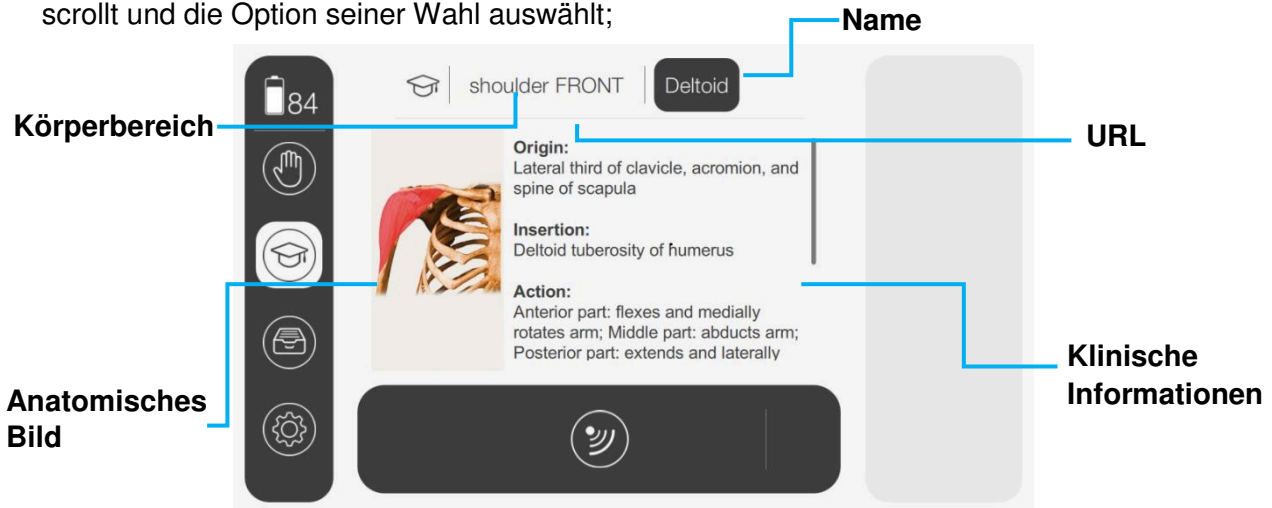 scrollt und die Option seiner Wahl auswählt;
Name
84
shoulder FRONT
Deltoid
Körperbereich
URL
Origin:
Lateral third of clavicle, acromion, and
spine of scapula
Insertion:
Deltoid tuberosity of humerus
Action:
Anterior part: flexes and medially
rotates arm; Middle part: abducts arm;
Posterior part: extends and laterally
Klinische
Informationen
Anatomisches
Bild